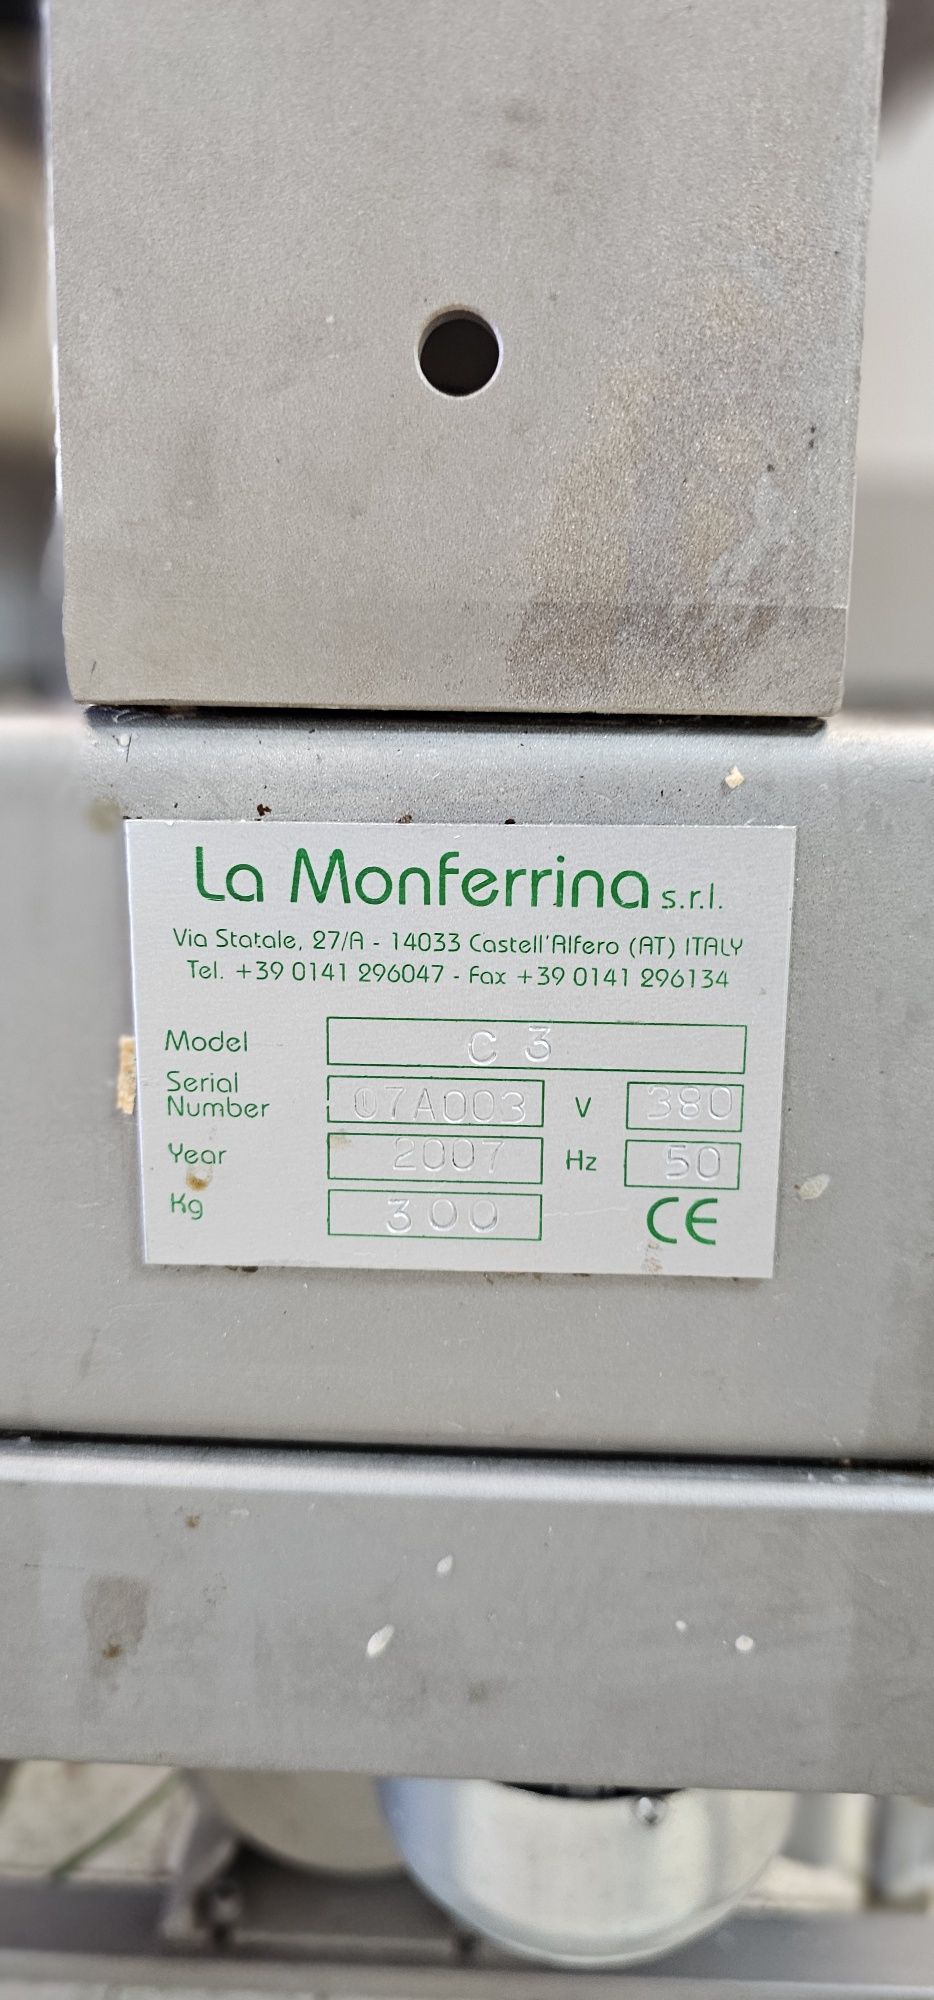 La Monferrina s.r.l.
Via Statale, 27/A - 14033 Castell'Alfero (AT) ITALY
Tel. +39 0141 296047 - Fax +39 0141 296134
Model C 3
Serial Number 07A003 V 380
Year 2007 Hz 50
Kg 300 CE